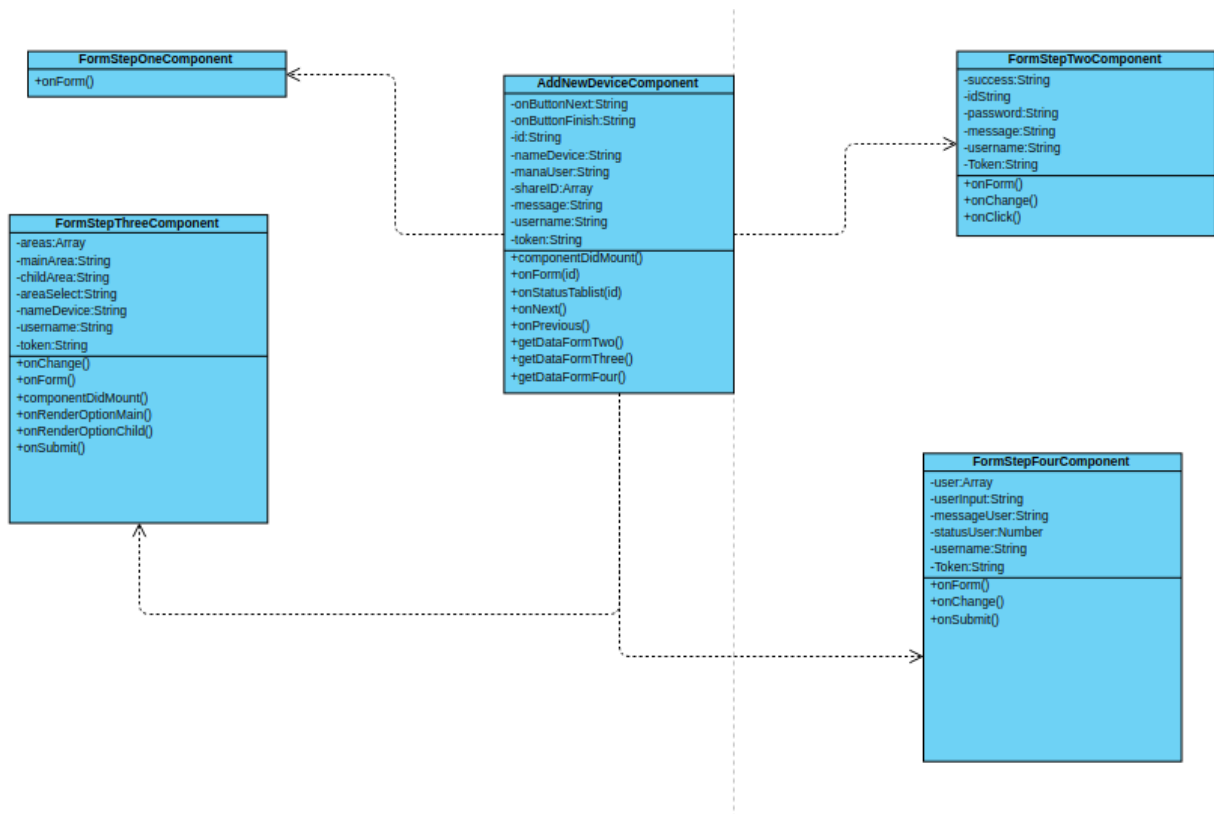 FormStepOneComponent
+onForm()
AddNewDeviceComponent
-onButtonNext:String
-onButtonFinish:String
-id:String
-nameDevice:String
-manaUser:String
-shareID:Array
-message:String
-username:String
-token:String
+componentDidMount()
+onForm(id)
+onStatusTablist(id)
+onNext()
+onPrevious()
+getDataFormTwo()
+getDataFormThree()
+getDataFormFour()
FormStepTwoComponent
-success:String
-idString
-password:String
-message:String
-username:String
-Token:String
+onForm()
+onChange()
+onClick()
FormStepThreeComponent
-areas:Array
-mainArea:String
-childArea:String
-areaSelect:String
-nameDevice:String
-username:String
-token:String
+onChange()
+onForm()
+componentDidMount()
+onRenderOptionMain()
+onRenderOptionChild()
+onSubmit()
FormStepFourComponent
-user:Array
-userInput:String
-messageUser:String
-statusUser:Number
-username:String
-Token:String
+onForm()
+onChange()
+onSubmit()